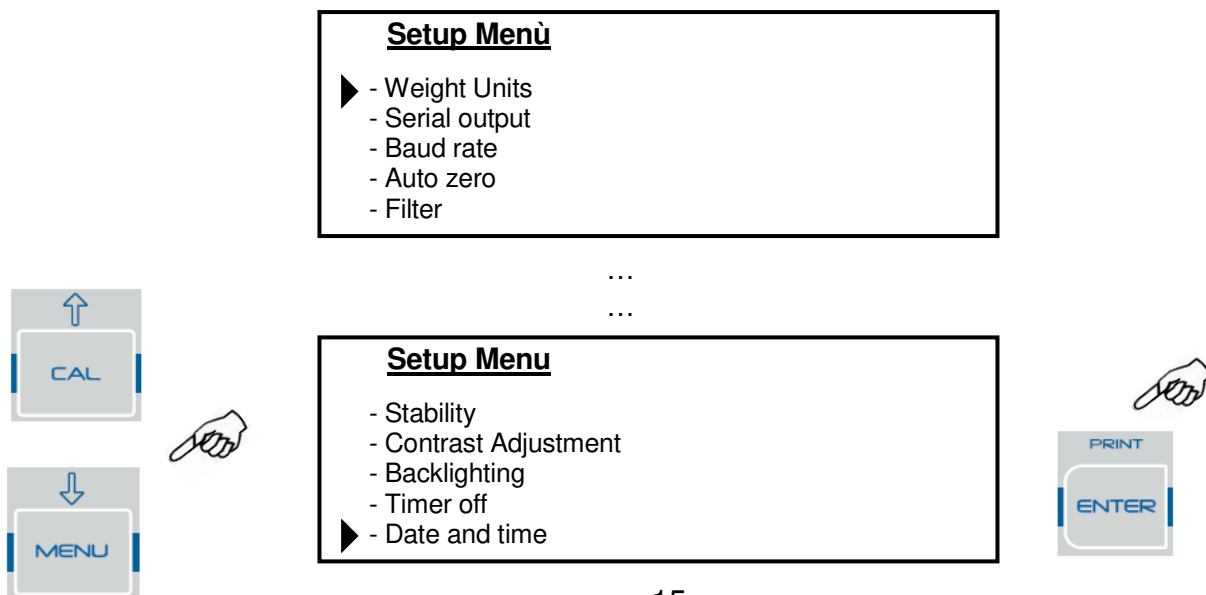 Setup Menù
- Weight Units
- Serial output
- Baud rate
- Auto zero
- Filter
…
…
CAL
Setup Menu
- Stability
- Contrast Adjustment
- Backlighting
- Timer off
- Date and time
MENU
PRINT
ENTER
15